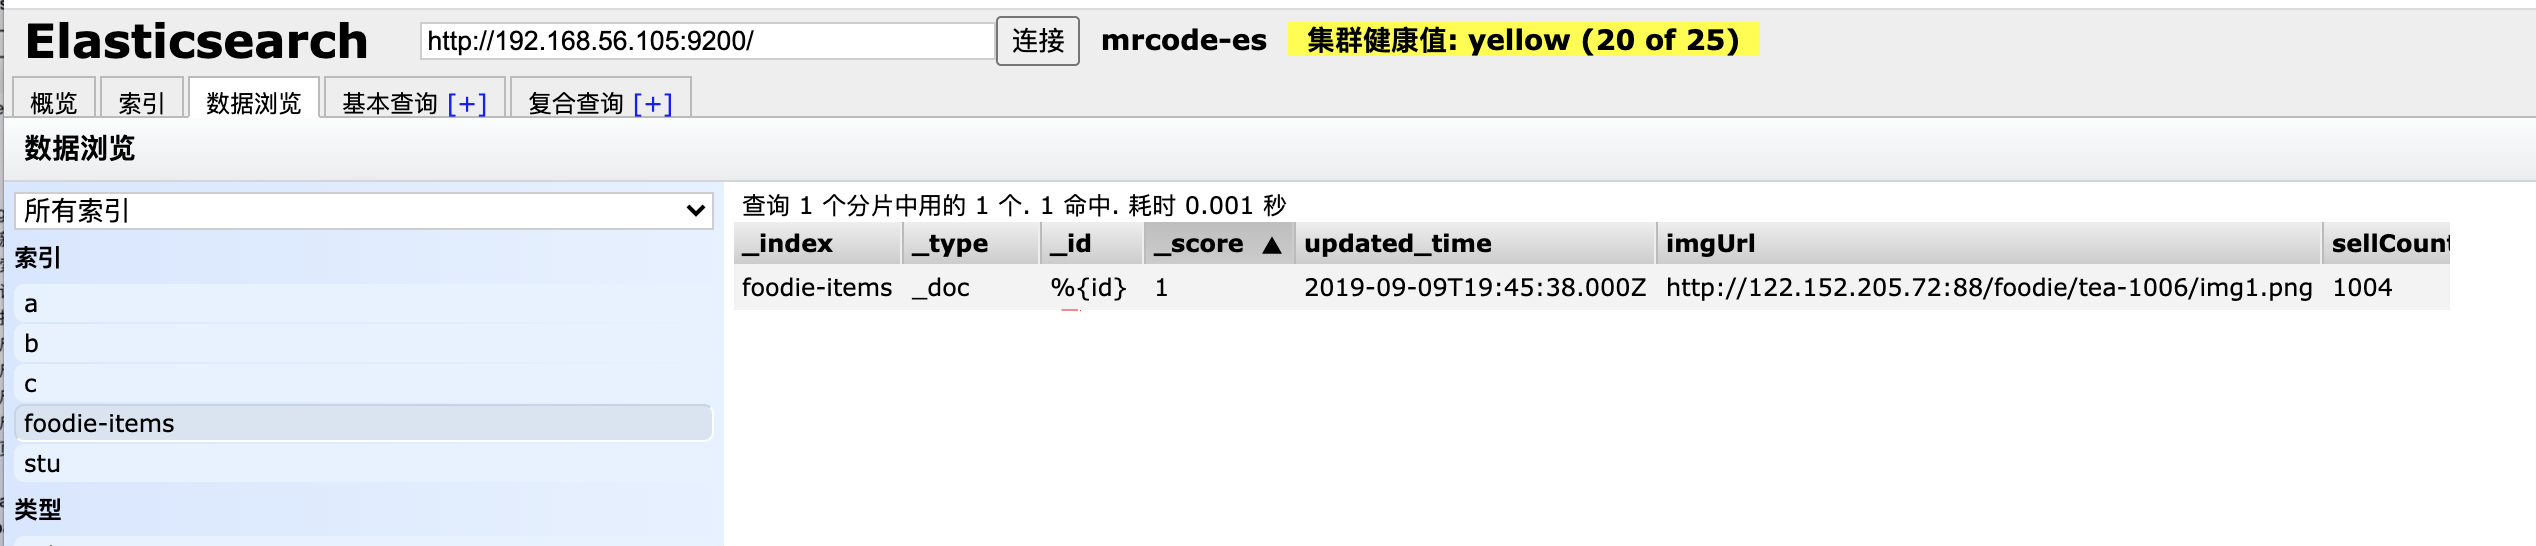 Elasticsearch http://192.168.56.105:9200/ 连接 mrcode-es 集群健康值: yellow (20 of 25)
概览 索引 数据浏览 基本查询 [+] 复合查询 [+]
数据浏览
所有索引
索引
a
b
c
foodie-items
stu
类型
查询 1 个分片中用的 1 个. 1 命中. 耗时 0.001 秒
_index _type _id _score ▲ updated_time imgUrl sellCount
foodie-items _doc %{id} 1 2019-09-09T19:45:38.000Z http://122.152.205.72:88/foodie/tea-1006/img1.png 1004